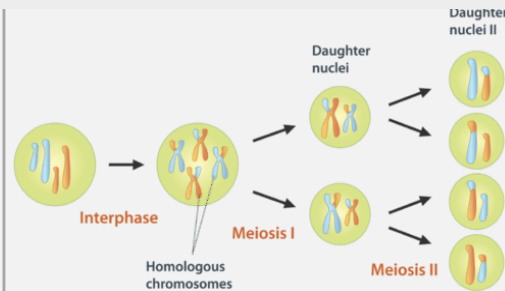 Daughter
nuclei II
Daughter
nuclei
Interphase
Meiosis I
Homologous
chromosomes
Meiosis II